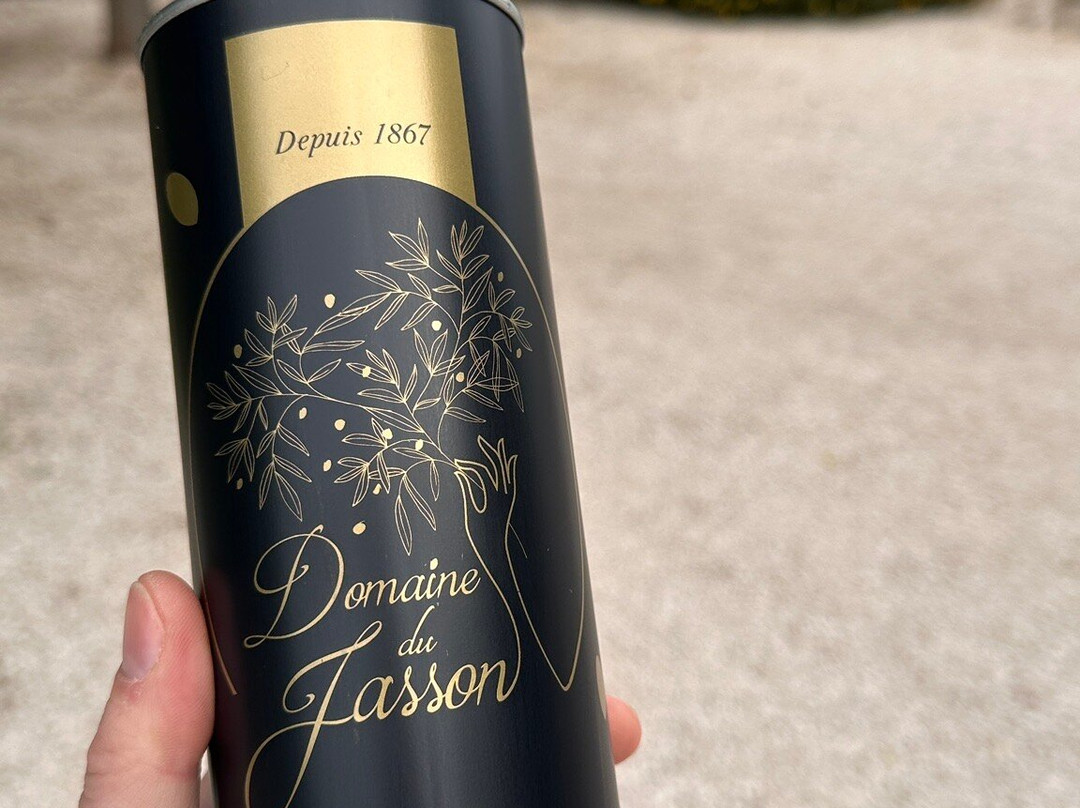 Depuis 1867
Domaine
du
Jasson